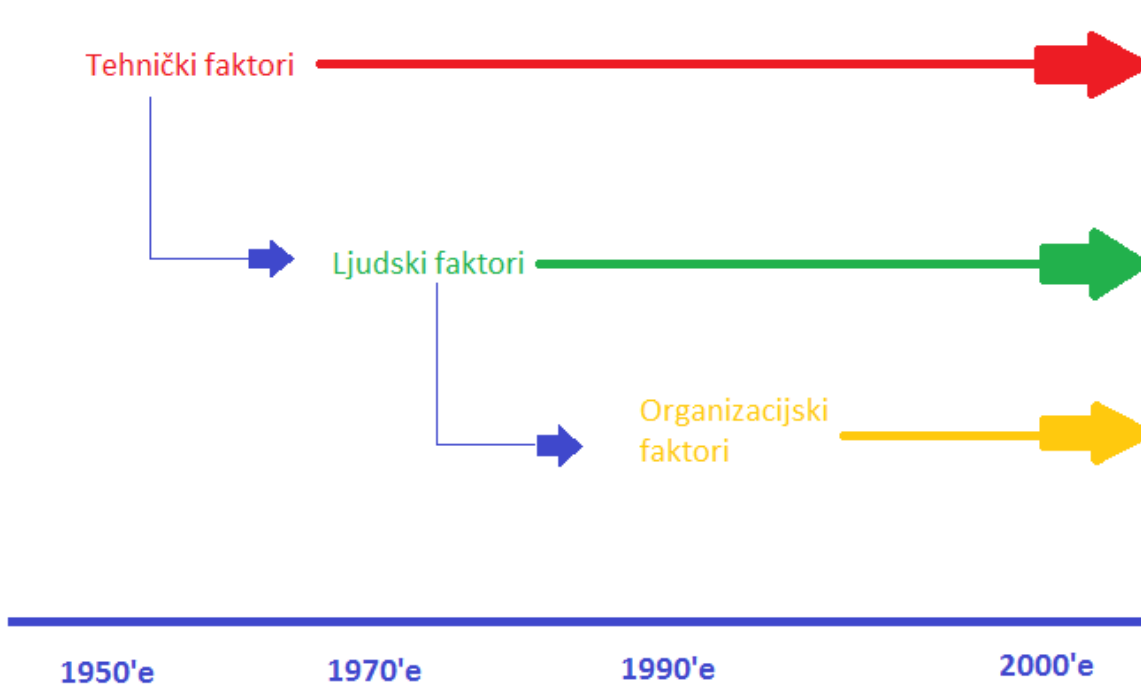 Tehnički faktori
Ljudski faktori
Organizacijski
faktori
1950'e
1970'e
1990'e
2000'e